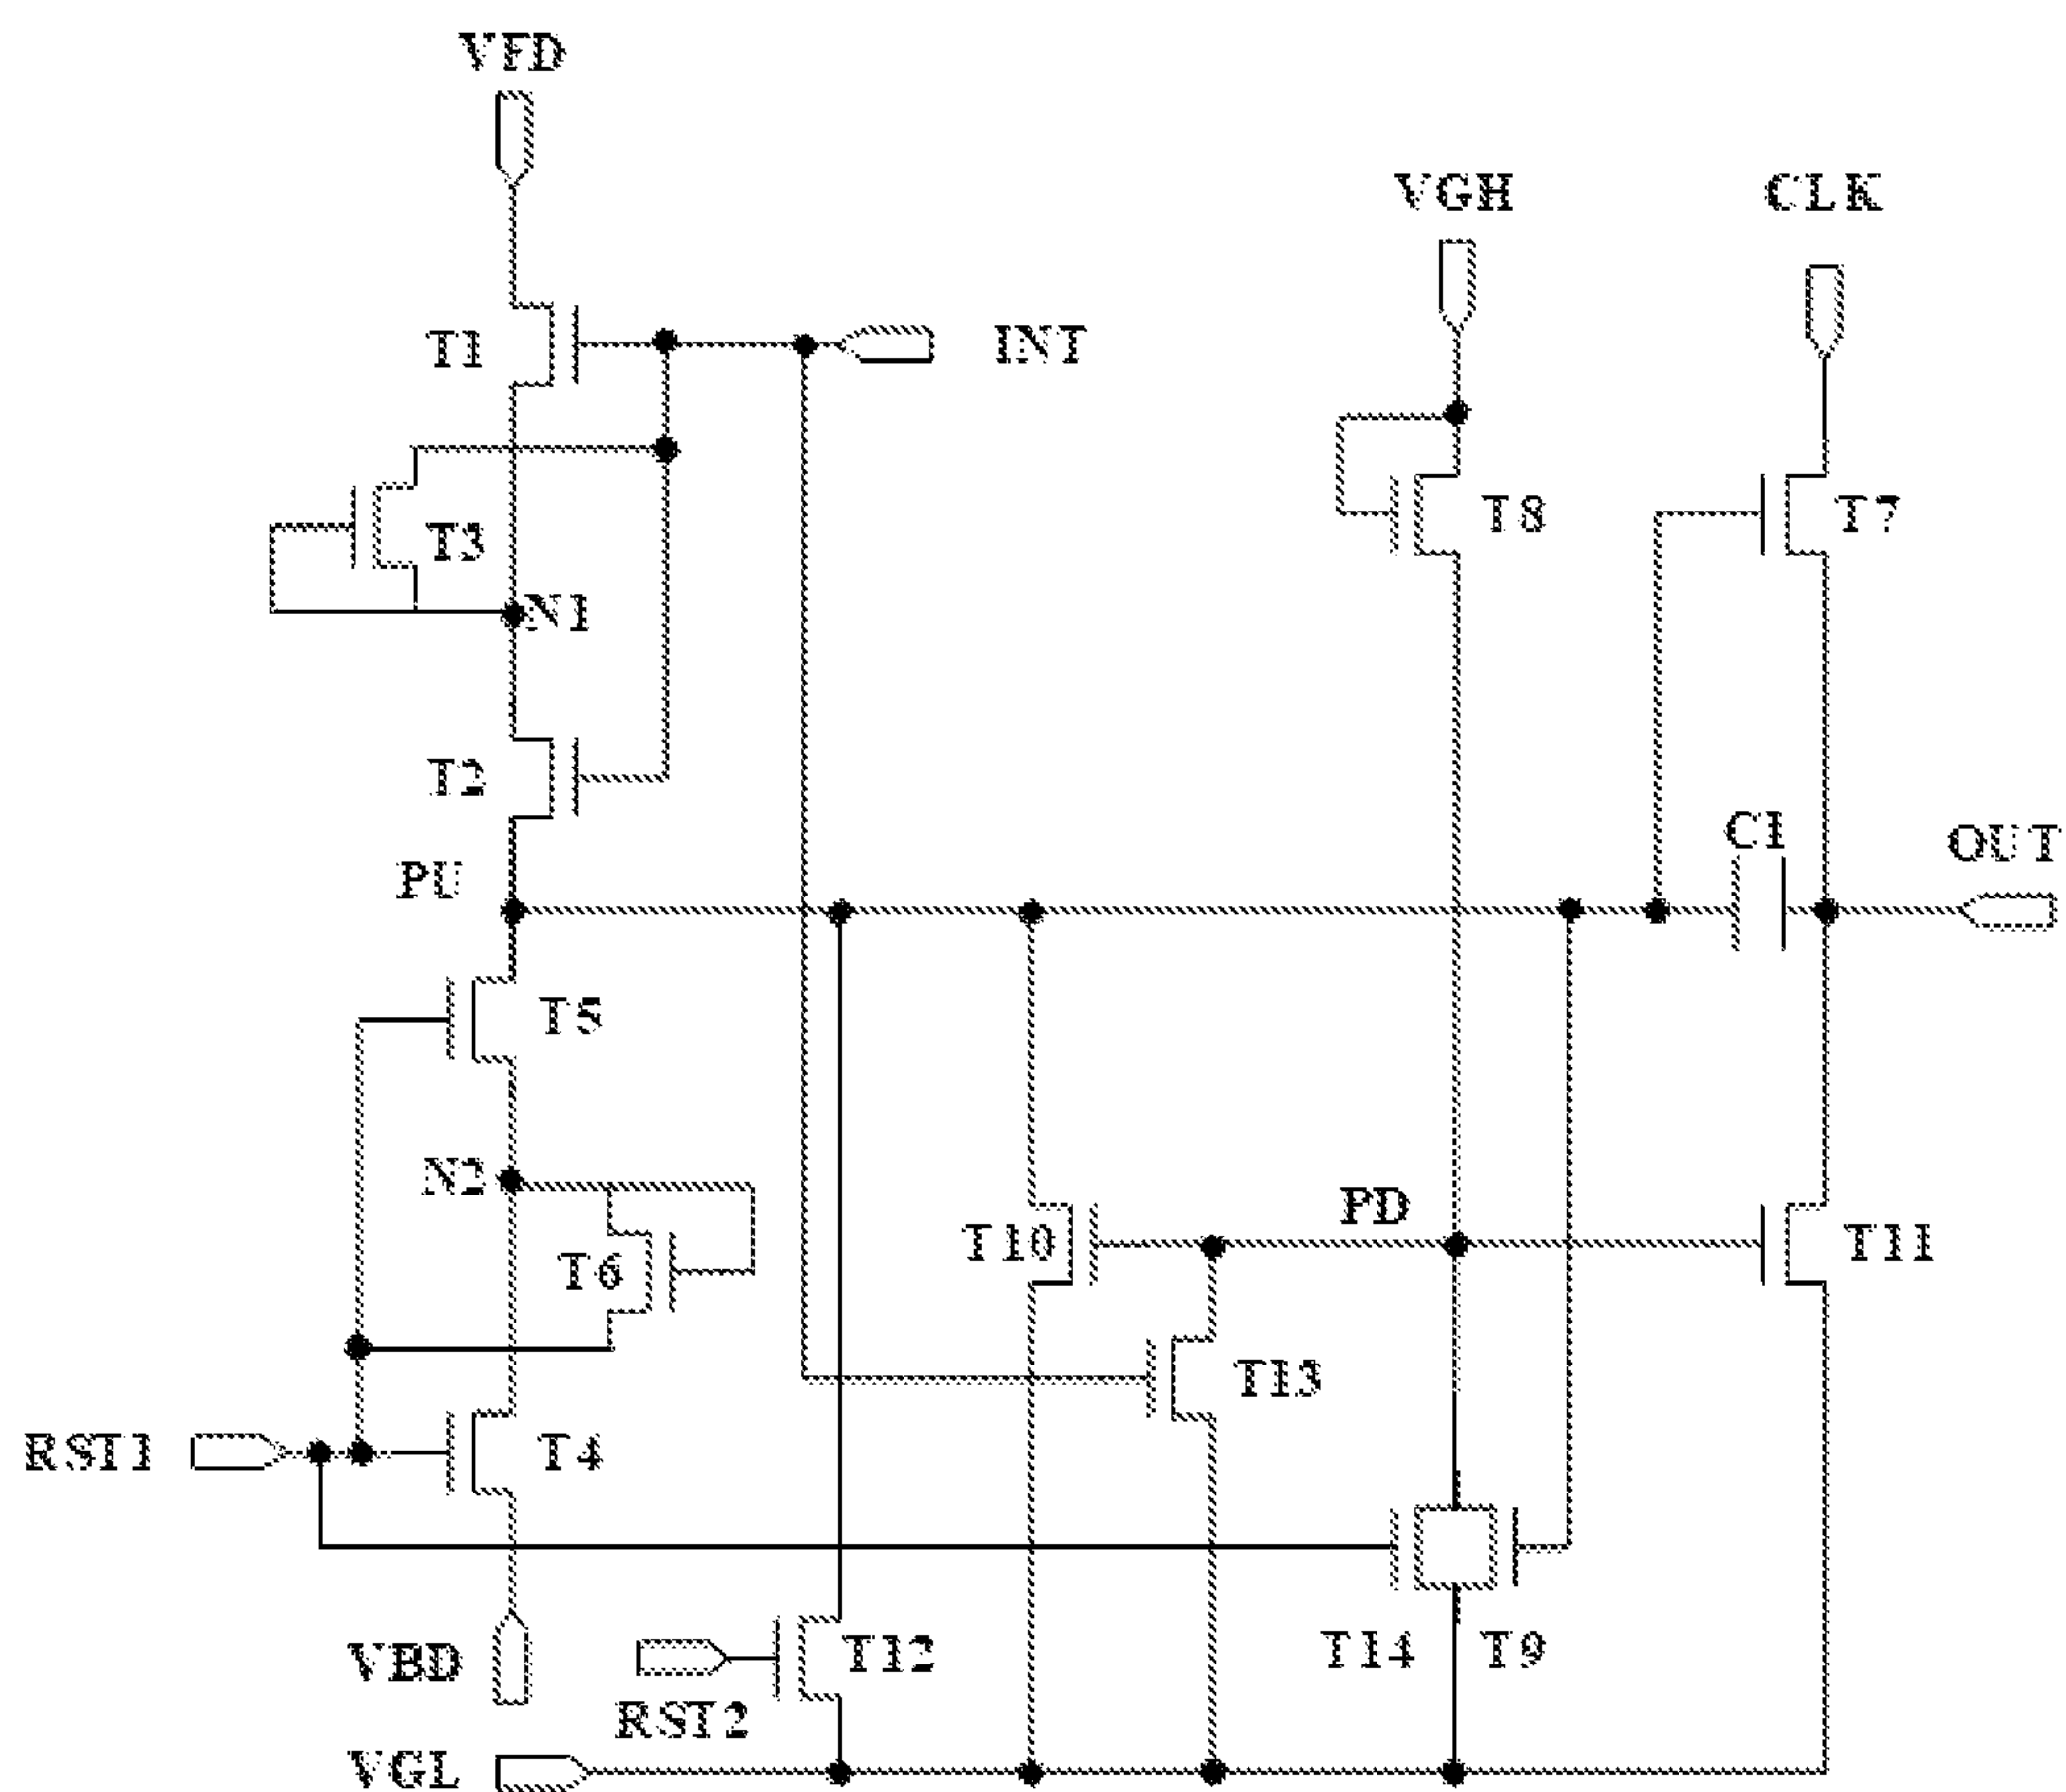 VFD
VGH
CLK
T1
INT
T3
T8
T7
N1
T2
C1
OUT
PU
T5
N2
PD
T6
T10
T11
T13
RST1
T4
VBD
T12
T14
T9
RST2
VGL